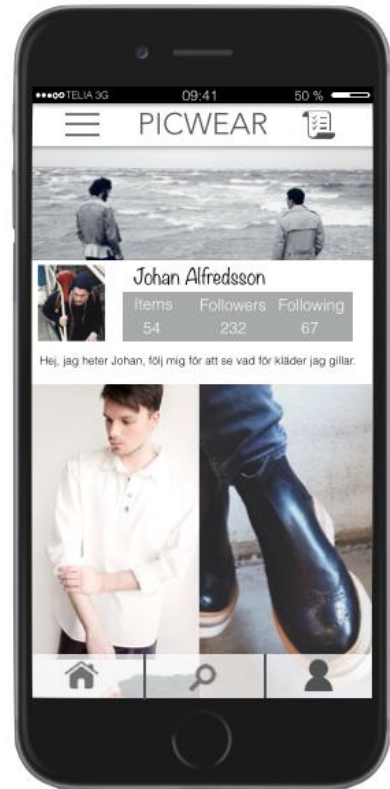 TELIA 3G 09:41 50 %
PICWEAR
Johan Alfredsson
Items Followers Following
54 232 67
Hej, jag heter Johan, följ mig för att se vad för kläder jag gillar.